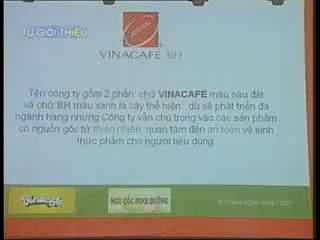 TỰ GIỚI THIỆU
VINACAFÉ BH
Tên công ty gồm 2 phần: chữ VINACAFÉ màu nâu đất
và chữ BH màu xanh lá cây thể hiện: dù sẽ phát triển đa
ngành hàng nhưng Công ty vẫn chú trọng vào các sản phẩm
có nguồn gốc từ thiên nhiên, quan tâm đến an toàn vệ sinh
thực phẩm cho người tiêu dùng.
Vinacafé
NGŨ CỐC DINH DƯỠNG